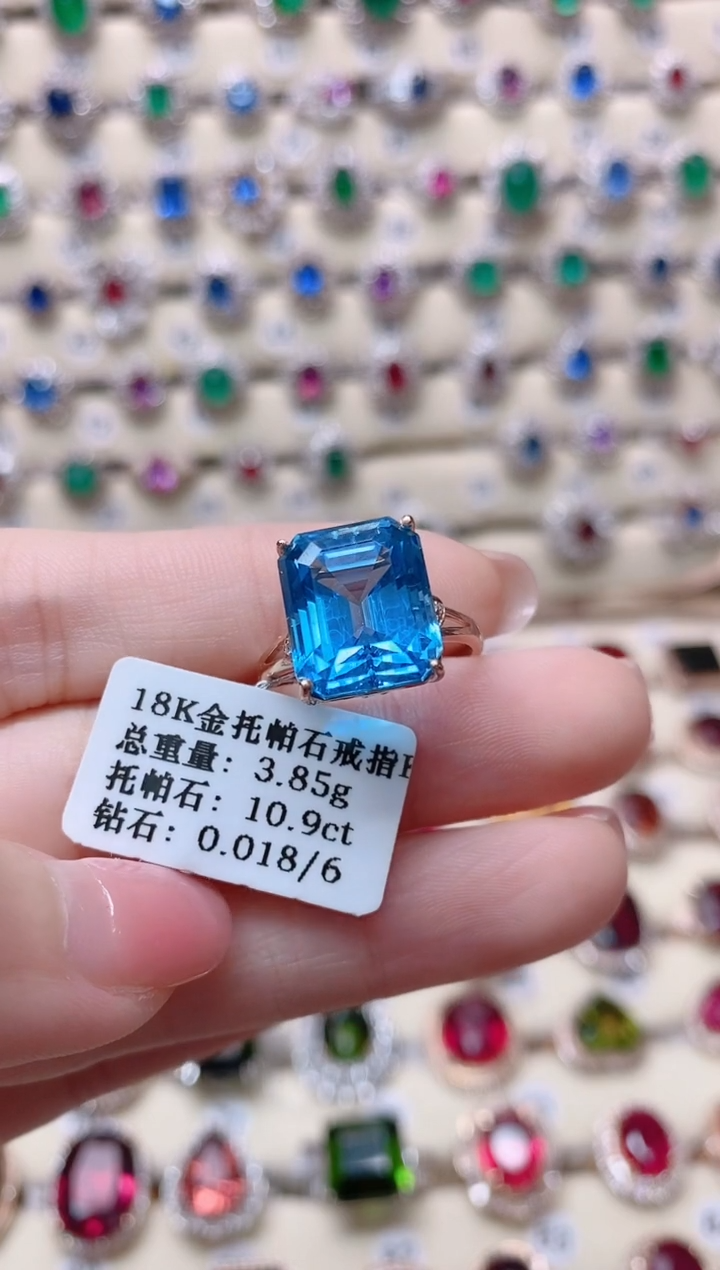 18K金托帕石戒指
总重量: 3.85g
托帕石: 10.9ct
钻石: 0.018/6